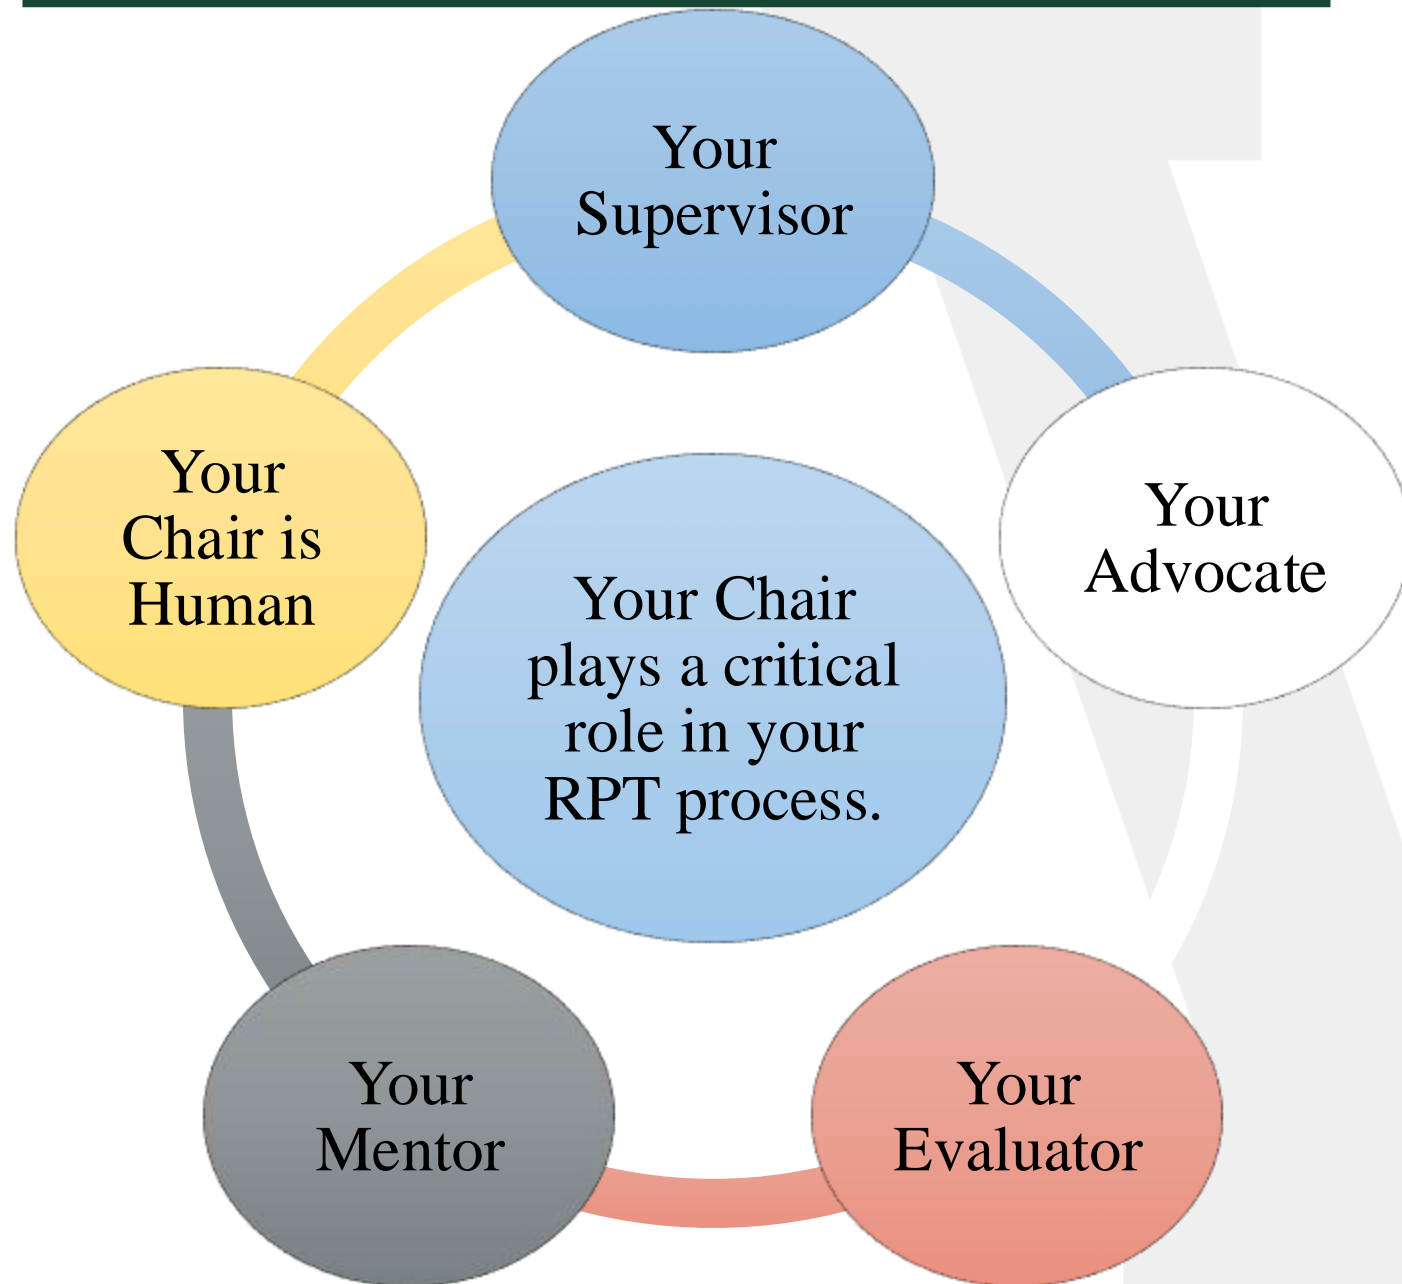 Your
Supervisor
Your
Advocate
Your
Evaluator
Your
Mentor
Your
Chair is
Human
Your Chair
plays a critical
role in your
RPT process.